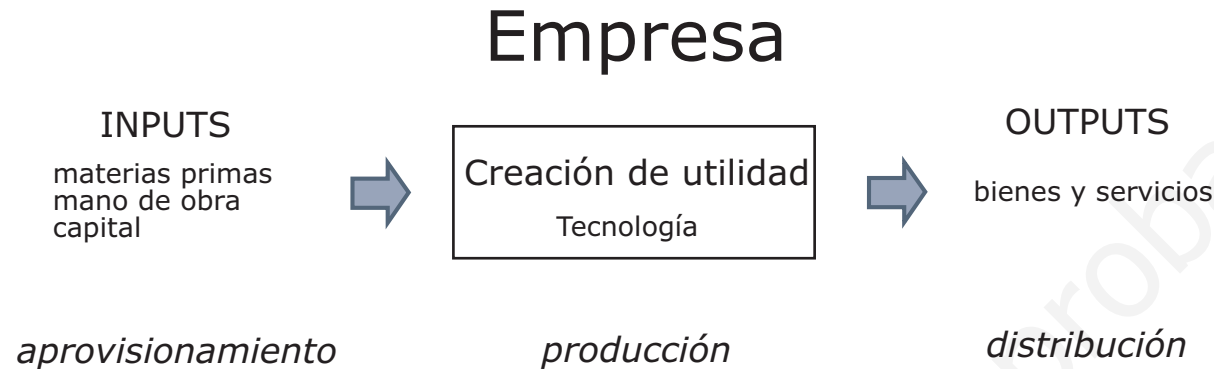 Empresa
INPUTS
materias primas
mano de obra
capital
Creación de utilidad
Tecnología
OUTPUTS
bienes y servicios
aprovisionamiento
producción
distribución